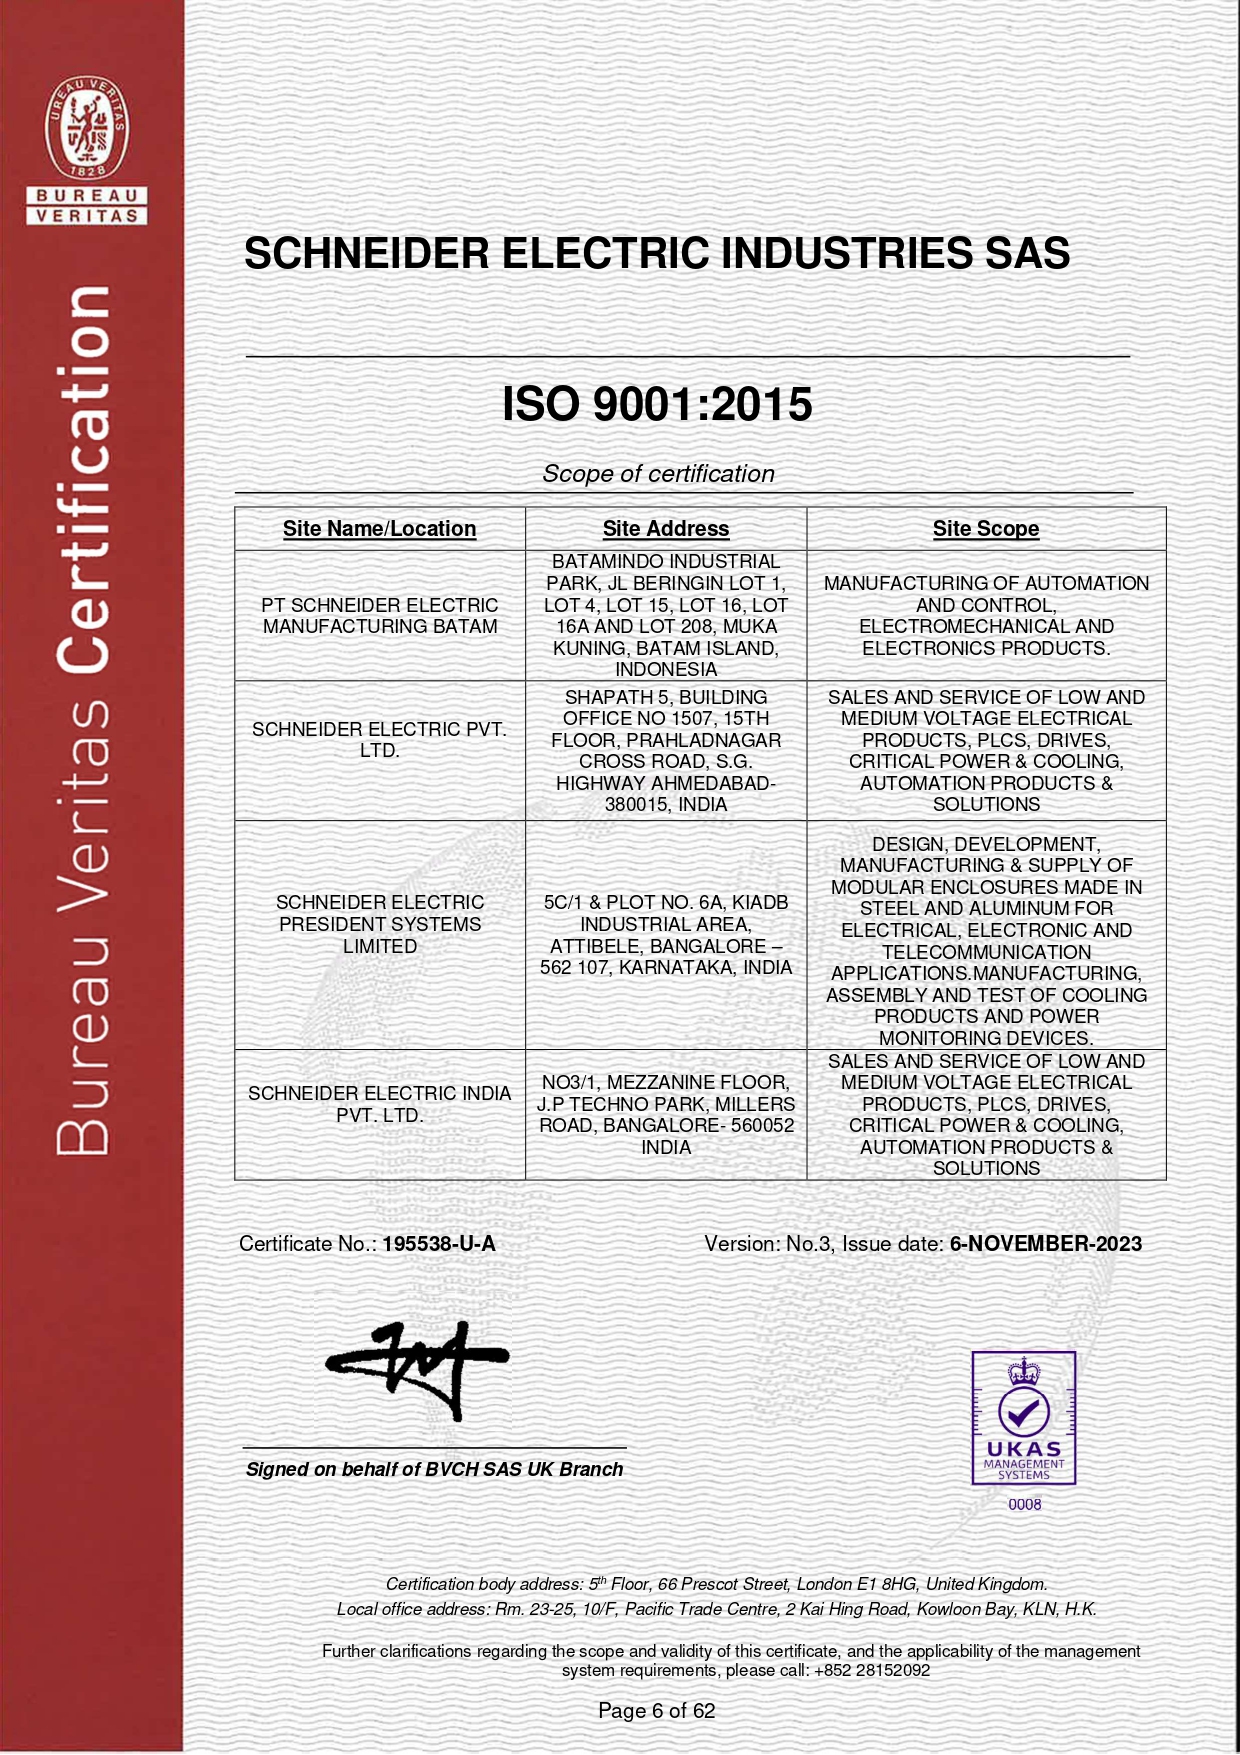 BUREAU VERITAS
1828
BUREAU
VERITAS
Bureau Veritas Certification
SCHNEIDER ELECTRIC INDUSTRIES SAS
ISO 9001:2015
Scope of certification
Site Name/Location
Site Address
Site Scope
PT SCHNEIDER ELECTRIC
MANUFACTURING BATAM
BATAMINDO INDUSTRIAL
PARK, JL BERINGIN LOT 1,
LOT 4, LOT 15, LOT 16, LOT
16A AND LOT 208, MUKA
KUNING, BATAM ISLAND,
INDONESIA
MANUFACTURING OF AUTOMATION
AND CONTROL,
ELECTROMECHANICAL AND
ELECTRONICS PRODUCTS.
SCHNEIDER ELECTRIC PVT.
LTD.
SHAPATH 5, BUILDING
OFFICE NO 1507, 15TH
FLOOR, PRAHLADNAGAR
CROSS ROAD, S.G.
HIGHWAY AHMEDABAD-
380015, INDIA
SALES AND SERVICE OF LOW AND
MEDIUM VOLTAGE ELECTRICAL
PRODUCTS, PLCS, DRIVES,
CRITICAL POWER & COOLING,
AUTOMATION PRODUCTS &
SOLUTIONS
SCHNEIDER ELECTRIC
PRESIDENT SYSTEMS
LIMITED
5C/1 & PLOT NO. 6A, KIADB
INDUSTRIAL AREA,
ATTIBELE, BANGALORE –
562 107, KARNATAKA, INDIA
DESIGN, DEVELOPMENT,
MANUFACTURING & SUPPLY OF
MODULAR ENCLOSURES MADE IN
STEEL AND ALUMINUM FOR
ELECTRICAL, ELECTRONIC AND
TELECOMMUNICATION
APPLICATIONS.MANUFACTURING,
ASSEMBLY AND TEST OF COOLING
PRODUCTS AND POWER
MONITORING DEVICES.
SCHNEIDER ELECTRIC INDIA
PVT. LTD.
NO3/1, MEZZANINE FLOOR,
J.P TECHNO PARK, MILLERS
ROAD, BANGALORE- 560052
INDIA
SALES AND SERVICE OF LOW AND
MEDIUM VOLTAGE ELECTRICAL
PRODUCTS, PLCS, DRIVES,
CRITICAL POWER & COOLING,
AUTOMATION PRODUCTS &
SOLUTIONS
Certificate No.: 195538-U-A
Version: No.3, Issue date: 6-NOVEMBER-2023
Signed on behalf of BVCH SAS UK Branch
UKAS
MANAGEMENT
SYSTEMS
0008
Certification body address: 5th Floor, 66 Prescot Street, London E1 8HG, United Kingdom.
Local office address: Rm. 23-25, 10/F, Pacific Trade Centre, 2 Kai Hing Road, Kowloon Bay, KLN, H.K.
Further clarifications regarding the scope and validity of this certificate, and the applicability of the management
system requirements, please call: +852 28152092
Page 6 of 62